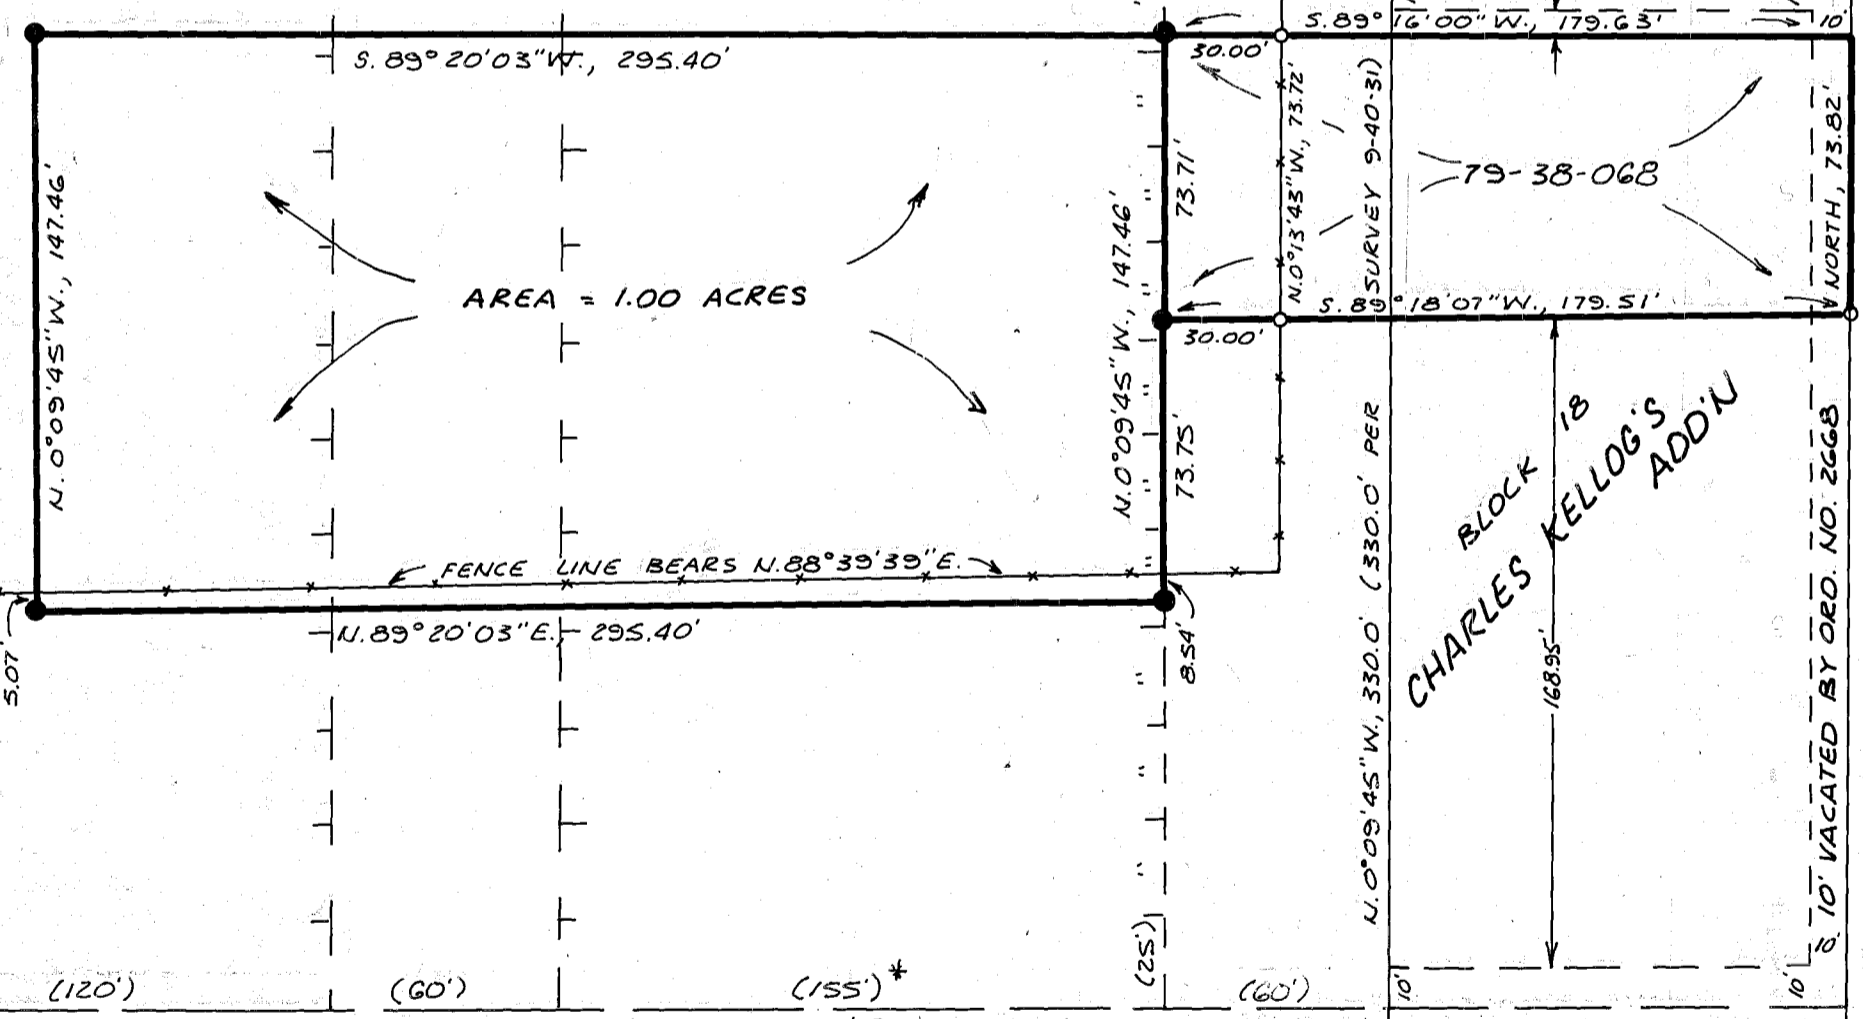 S. 89° 16' 00" W., 179.63'
10'
S. 89° 20' 03" W., 295.40'
30.00'
N. 0° 09' 45" W., 147.46'
N. 0° 09' 45" W., 147.46'
73.71'
N. 0° 13' 43" W., 73.72'
SURVEY 9-40-31)
79-38-068
NORTH, 73.82'
AREA = 1.00 ACRES
S. 89° 18' 07" W., 179.51'
30.00'
73.75'
N. 0° 09' 45" W., 330.0' (330.0' PER
BLOCK 18
CHARLES KELLOG'S
ADD'N
10' VACATED BY ORD. NO. 2668
FENCE LINE BEARS N. 88° 39' 39" E.
N. 89° 20' 03" E., 295.40'
5.07'
8.54'
168.95'
(120')
(60')
(155')*
(25')
(60')
10'
10'
10'